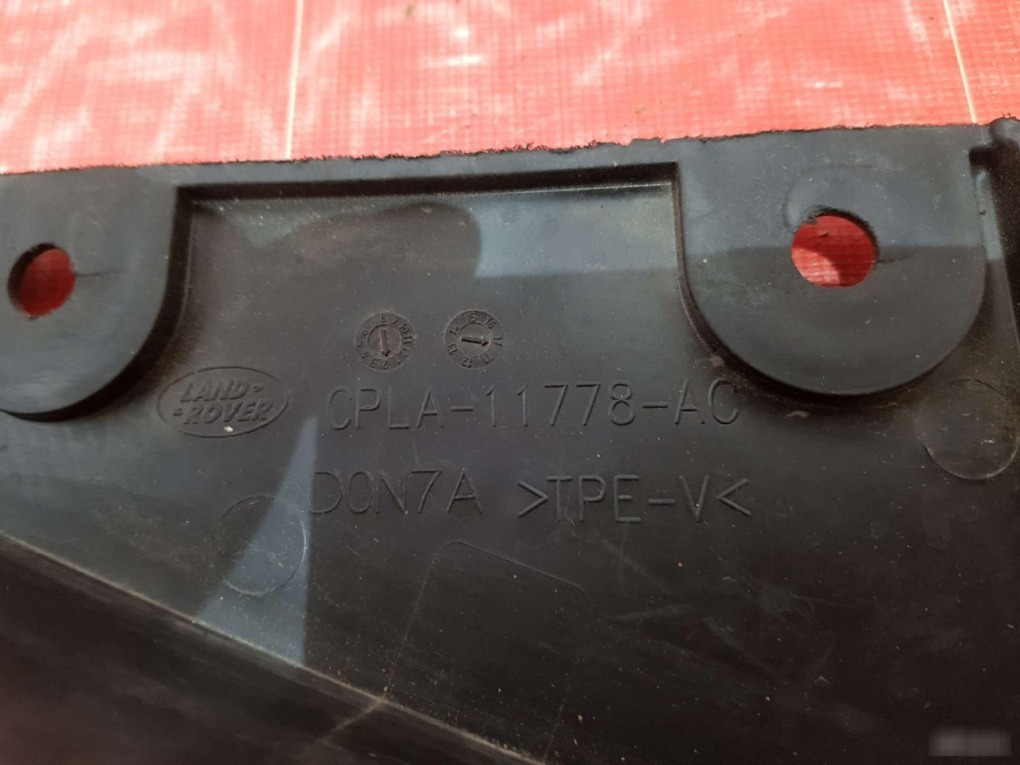 LAND
ROVER
CPLA-11778-AC
D0N7A >TPE-V<